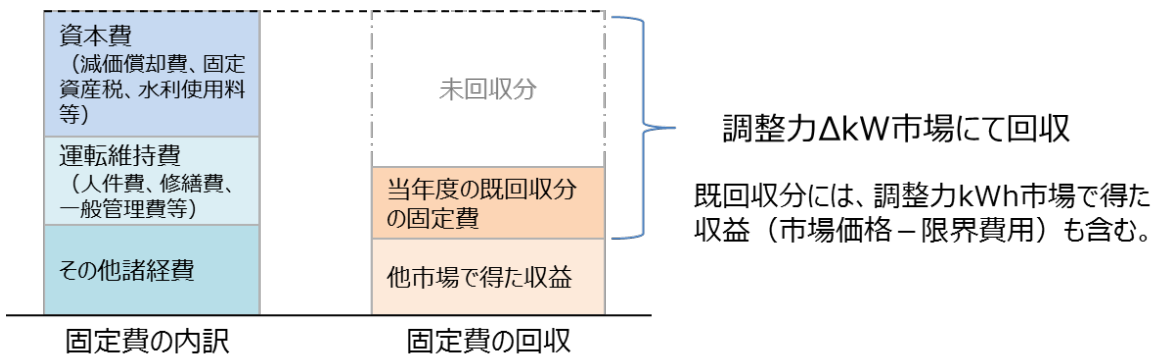 資本費
（減価償却費、固定
資産税、水利使用料
等）
運転維持費
（人件費、修繕費、
一般管理費等）
その他諸経費
固定費の内訳
未回収分
当年度の既回収分
の固定費
他市場で得た収益
固定費の回収
調整力ΔkW市場にて回収
既回収分には、調整力kWh市場で得た
収益（市場価格－限界費用）も含む。